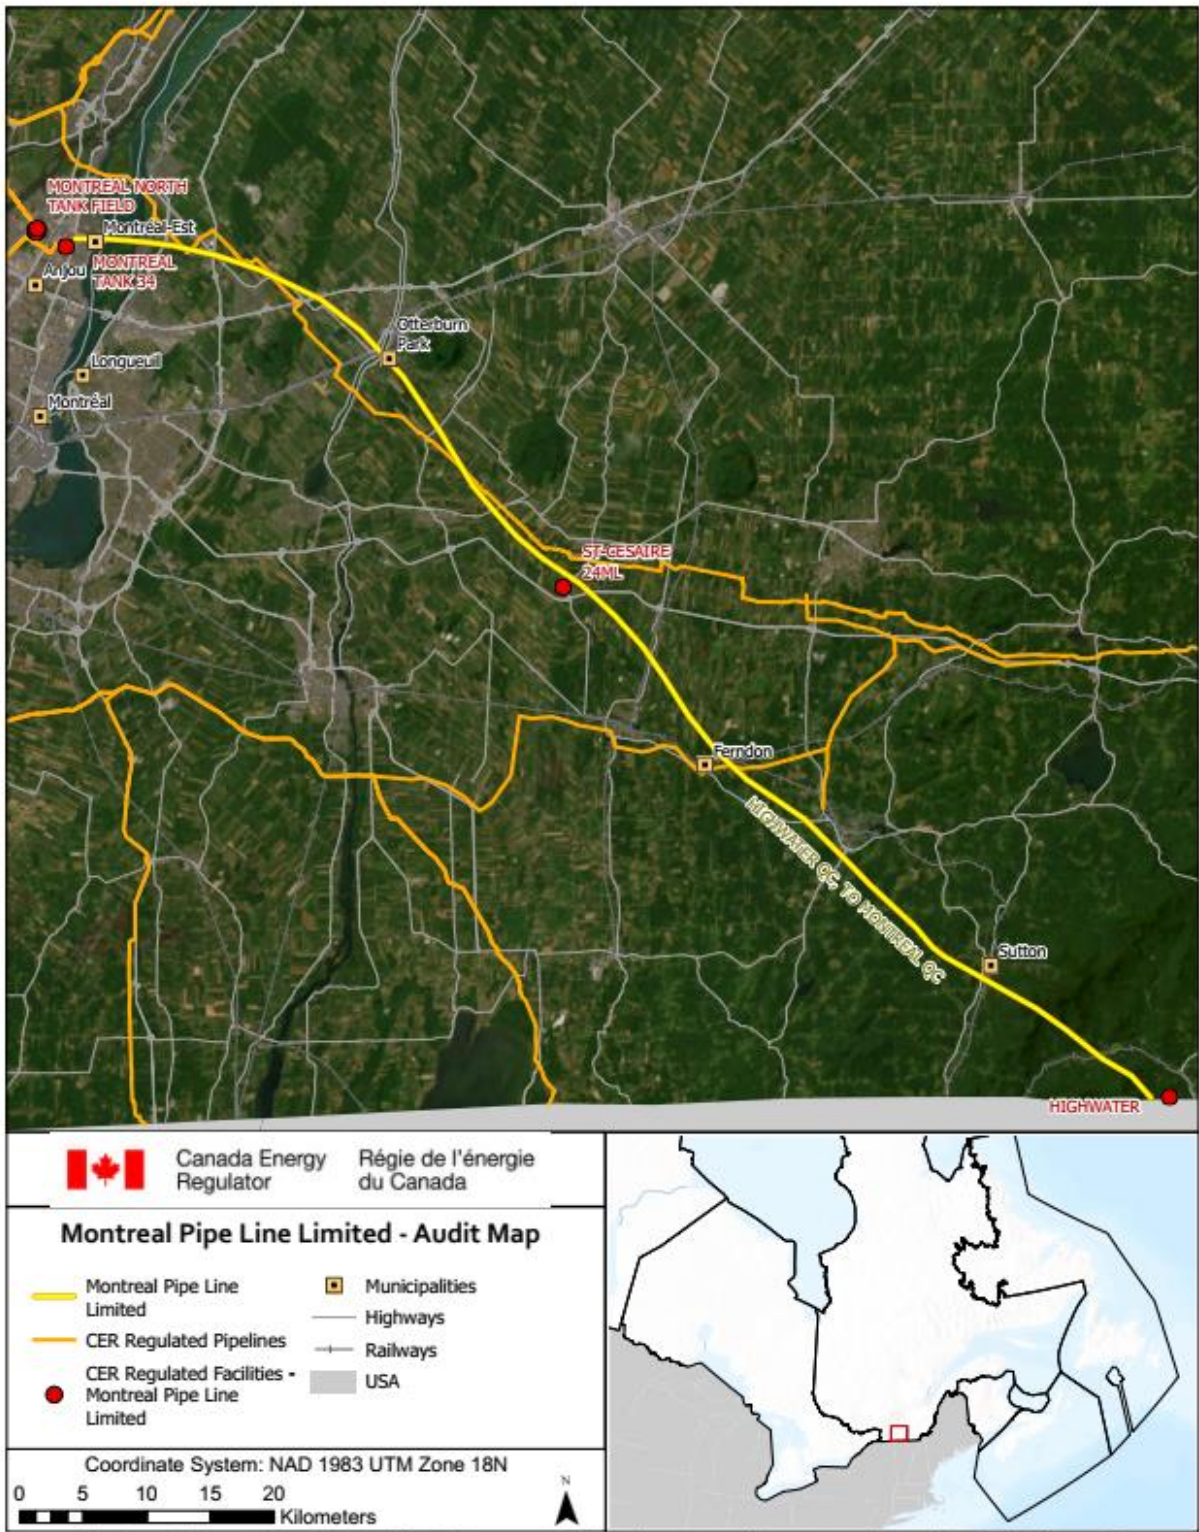 MONTREAL NORTH
TANK FIELD
Montréal-Est
MONTREAL
TANK 34
Anjou
Otterburn
Park
Longueuil
Montréal
ST-CESAIRE
24ML
Ferndon
HIGHWATER QC, TO MONTREAL QC
Sutton
HIGHWATER
Canada Energy
Regulator
Régie de l'énergie
du Canada
Montreal Pipe Line Limited - Audit Map
Montreal Pipe Line
Limited
CER Regulated Pipelines
CER Regulated Facilities -
Montreal Pipe Line
Limited
Municipalities
Highways
Railways
USA
Coordinate System: NAD 1983 UTM Zone 18N
0 5 10 15 20
Kilometers
N